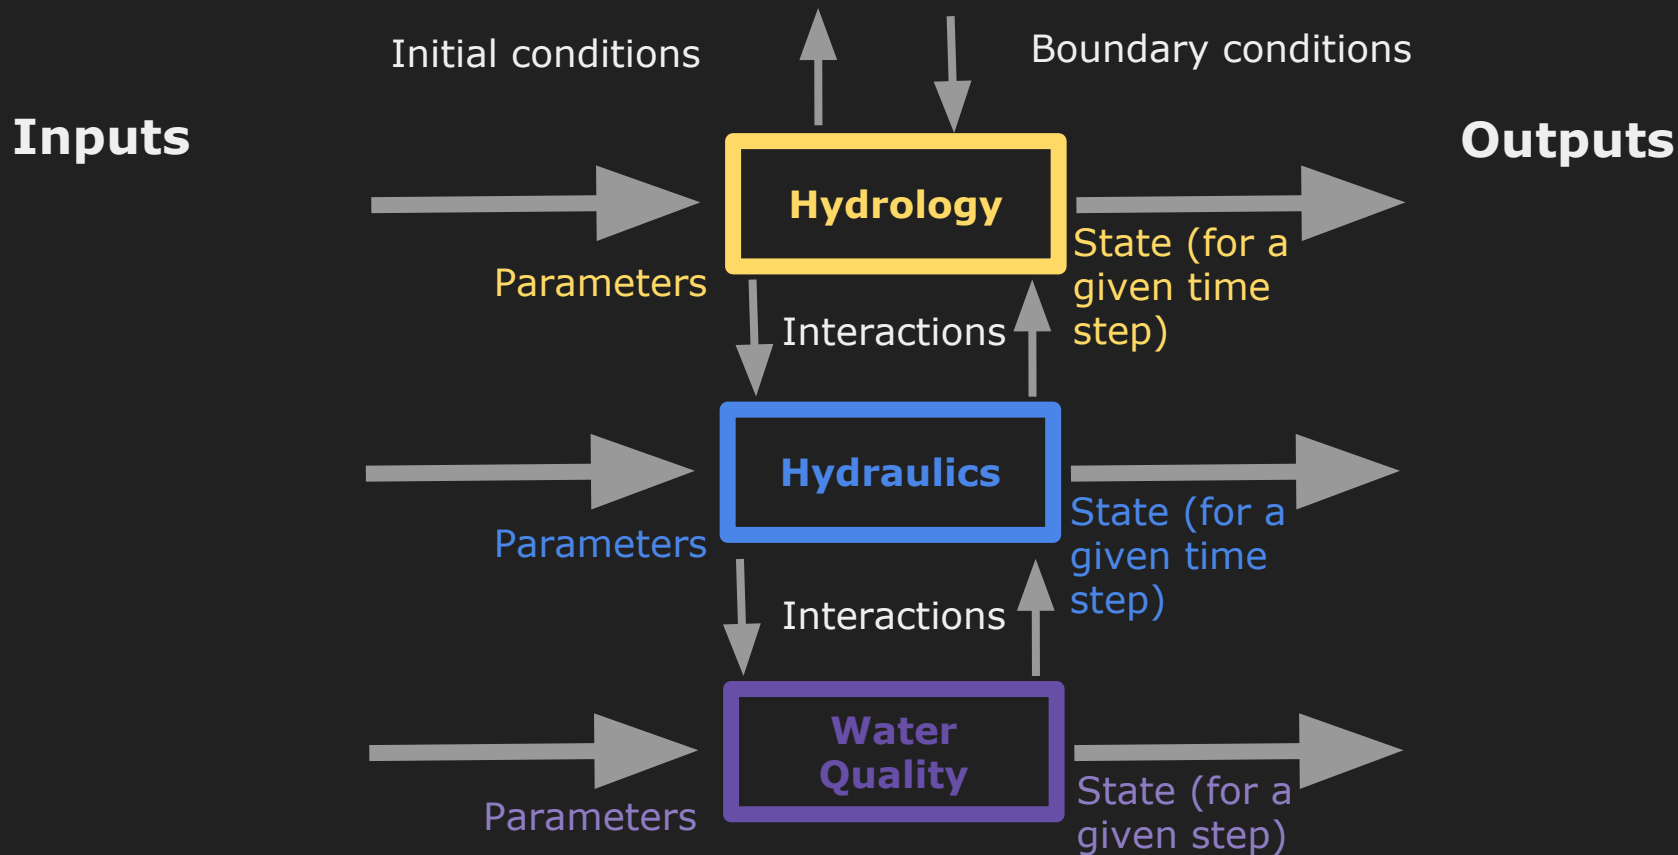 Initial conditions
Boundary conditions
Inputs
Outputs
Hydrology
Parameters
State (for a
given time
step)
Interactions
Hydraulics
Parameters
State (for a
given time
step)
Interactions
Water
Quality
Parameters
State (for a
given step)